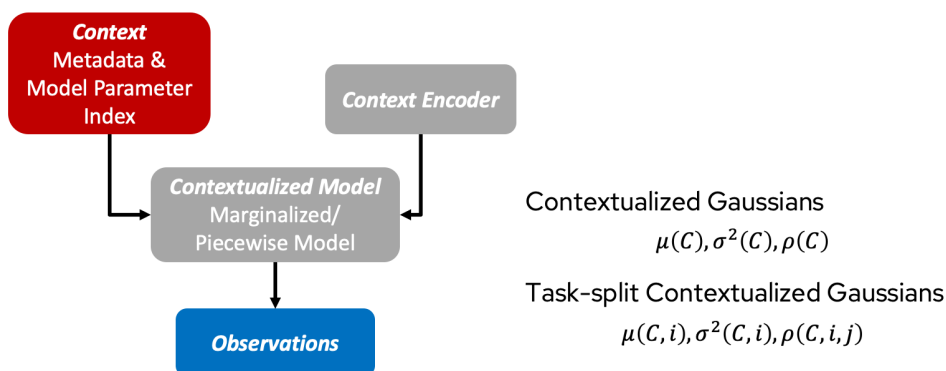 Context
Metadata &
Model Parameter
Index
Context Encoder
Contextualized Model
Marginalized/
Piecewise Model
Observations
Contextualized Gaussians
μ(C), σ²(C), ρ(C)
Task-split Contextualized Gaussians
μ(C, i), σ²(C, i), ρ(C, i, j)